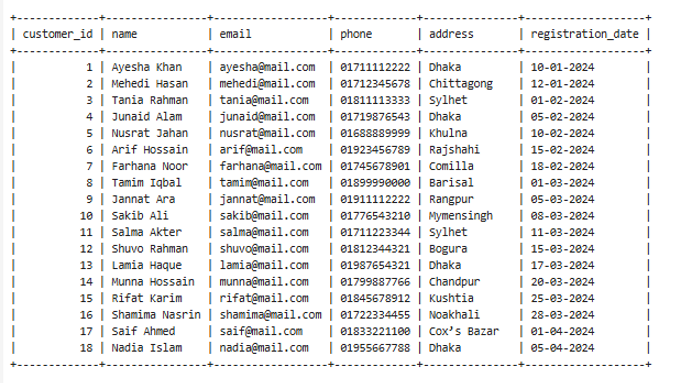 +-------------+----------------+------------------+-------------+------------+-------------------+
| customer_id | name           | email            | phone       | address    | registration_date |
+-------------+----------------+------------------+-------------+------------+-------------------+
|           1 | Ayesha Khan    | ayesha@mail.com  | 01711112222 | Dhaka      | 10-01-2024        |
|           2 | Mehedi Hasan   | mehedi@mail.com  | 01712345678 | Chittagong | 12-01-2024        |
|           3 | Tania Rahman   | tania@mail.com   | 01811113333 | Sylhet     | 01-02-2024        |
|           4 | Junaid Alam    | junaid@mail.com  | 01719876543 | Dhaka      | 05-02-2024        |
|           5 | Nusrat Jahan   | nusrat@mail.com  | 01688889999 | Khulna     | 10-02-2024        |
|           6 | Arif Hossain   | arif@mail.com    | 01923456789 | Rajshahi   | 15-02-2024        |
|           7 | Farhana Noor   | farhana@mail.com | 01745678901 | Comilla    | 18-02-2024        |
|           8 | Tamim Iqbal    | tamim@mail.com   | 01899990000 | Barisal    | 01-03-2024        |
|           9 | Jannat Ara     | jannat@mail.com  | 01911112222 | Rangpur    | 05-03-2024        |
|          10 | Sakib Ali      | sakib@mail.com   | 01776543210 | Mymensingh | 08-03-2024        |
|          11 | Salma Akter    | salma@mail.com   | 01711223344 | Sylhet     | 11-03-2024        |
|          12 | Shuvo Rahman   | shuvo@mail.com   | 01812344321 | Bogura     | 15-03-2024        |
|          13 | Lamia Haque    | lamia@mail.com   | 01987654321 | Dhaka      | 17-03-2024        |
|          14 | Munna Hossain  | munna@mail.com   | 01799887766 | Chandpur   | 20-03-2024        |
|          15 | Rifat Karim    | rifat@mail.com   | 01845678912 | Kushtia    | 25-03-2024        |
|          16 | Shamima Nasrin | shamima@mail.com | 01722334455 | Noakhali   | 28-03-2024        |
|          17 | Saif Ahmed     | saif@mail.com    | 01833221100 | Cox’s Bazar | 01-04-2024        |
|          18 | Nadia Islam    | nadia@mail.com   | 01955667788 | Dhaka      | 05-04-2024        |
+-------------+----------------+------------------+-------------+------------+-------------------+